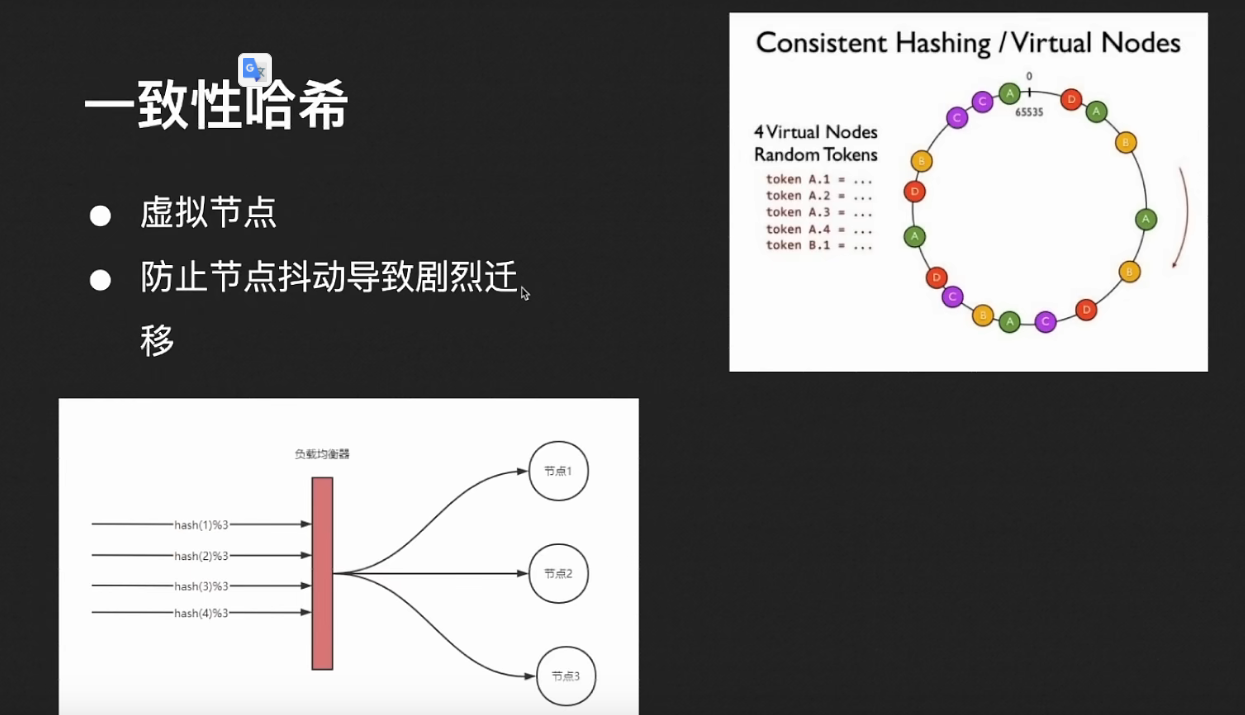 一致性哈希
虚拟节点
防止节点抖动导致剧烈迁
移
Consistent Hashing / Virtual Nodes
0
65535
4 Virtual Nodes
Random Tokens
token A.1 = ...
token A.2 = ...
token A.3 = ...
token A.4 = ...
token B.1 = ...
A
D
A
B
A
B
D
C
A
B
C
D
A
D
B
C
C
负载均衡器
hash(1)%3
hash(2)%3
hash(3)%3
hash(4)%3
节点1
节点2
节点3